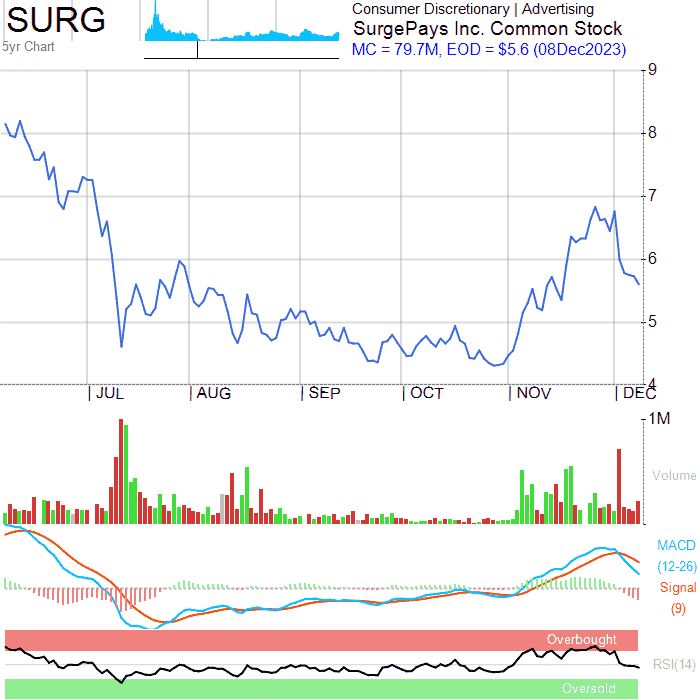 SURG
5yr Chart
Consumer Discretionary | Advertising
SurgePays Inc. Common Stock
MC = 79.7M, EOD = $5.6 (08Dec2023)
9
8
7
6
5
4
JUL AUG SEP OCT NOV DEC
1M
Volume
MACD
(12-26)
Signal
(9)
Overbought
RSI(14)
Oversold